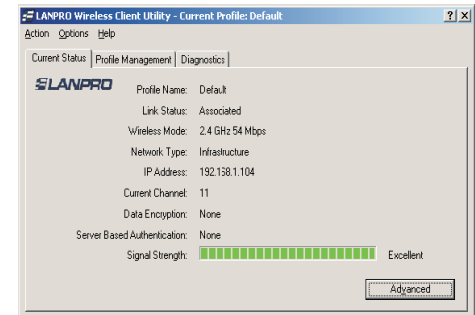 LANPRO Wireless Client Utility - Current Profile: Default
Action Options Help
Current Status Profile Management Diagnostics
LANPRO
Profile Name: Default
Link Status: Associated
Wireless Mode: 2.4 GHz 54 Mbps
Network Type: Infrastructure
IP Address: 192.158.1.104
Current Channel: 11
Data Encryption: None
Server Based Authentication: None
Signal Strength: Excellent
Advanced